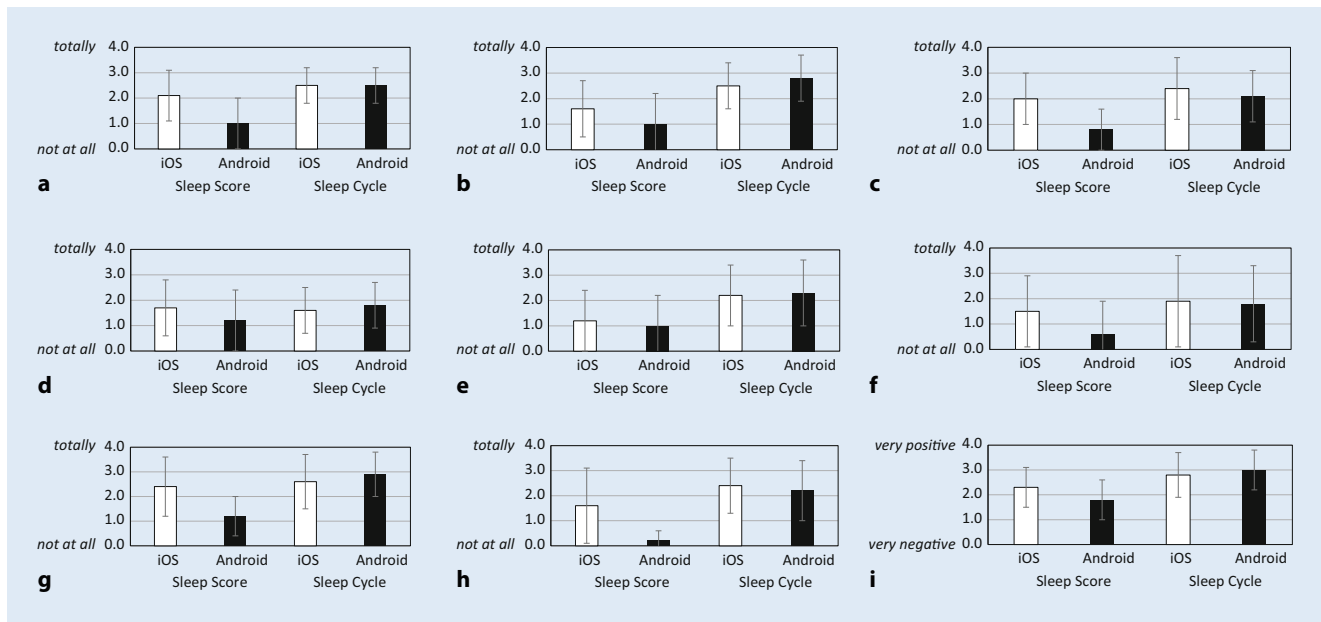 totally 4.0
3.0
2.0
1.0
not at all 0.0
iOS Android iOS Android
Sleep Score Sleep Cycle
a
totally 4.0
3.0
2.0
1.0
not at all 0.0
iOS Android iOS Android
Sleep Score Sleep Cycle
b
totally 4.0
3.0
2.0
1.0
not at all 0.0
iOS Android iOS Android
Sleep Score Sleep Cycle
c
totally 4.0
3.0
2.0
1.0
not at all 0.0
iOS Android iOS Android
Sleep Score Sleep Cycle
d
totally 4.0
3.0
2.0
1.0
not at all 0.0
iOS Android iOS Android
Sleep Score Sleep Cycle
e
totally 4.0
3.0
2.0
1.0
not at all 0.0
iOS Android iOS Android
Sleep Score Sleep Cycle
f
totally 4.0
3.0
2.0
1.0
not at all 0.0
iOS Android iOS Android
Sleep Score Sleep Cycle
g
totally 4.0
3.0
2.0
1.0
not at all 0.0
iOS Android iOS Android
Sleep Score Sleep Cycle
h
very positive 4.0
3.0
2.0
1.0
very negative 0.0
iOS Android iOS Android
Sleep Score Sleep Cycle
i